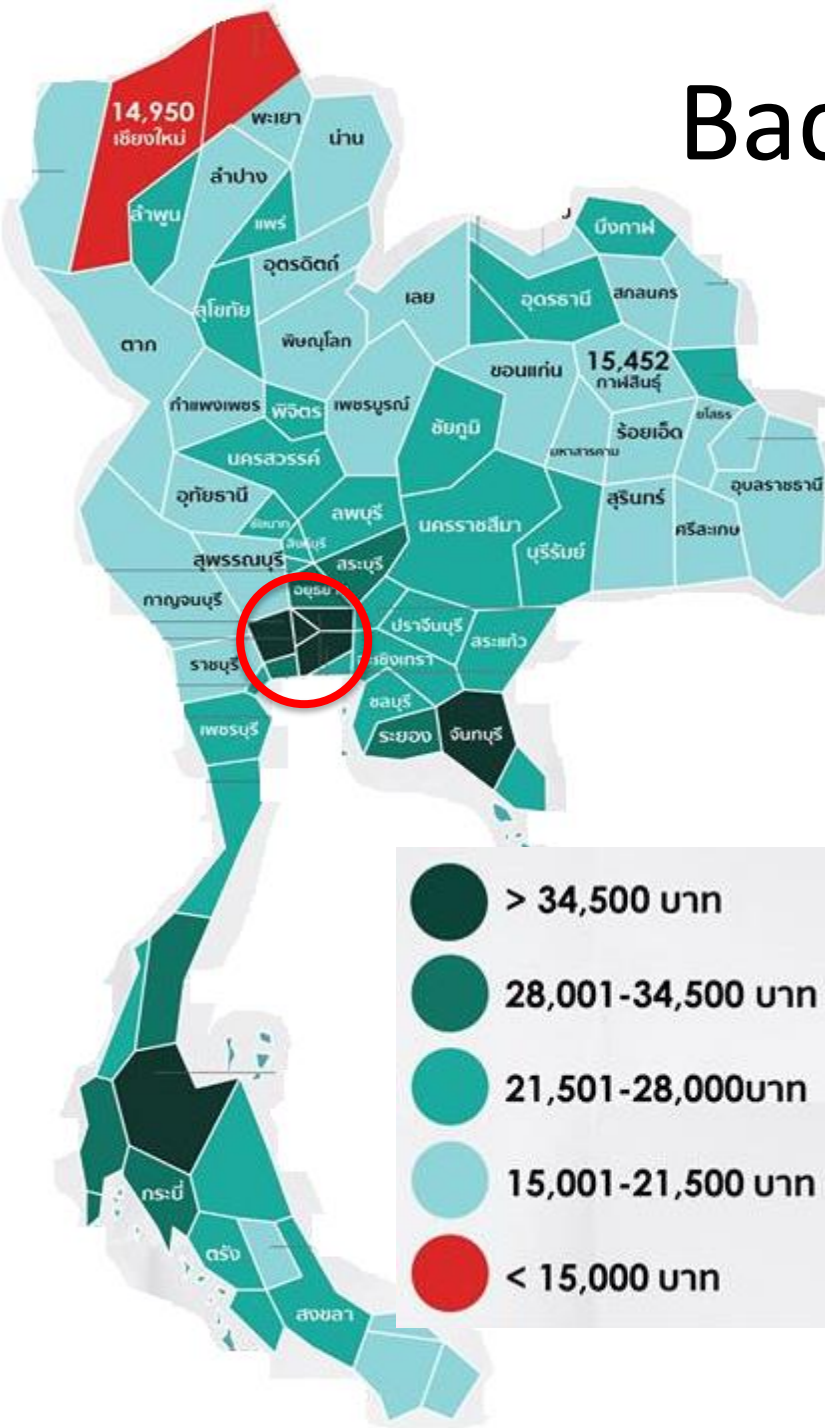 Bac
14,950
เชียงใหม่
พะเยา
น่าน
ลำปาง
ลำพูน
แพร่
บึงกาฬ
อุตรดิตถ์
เลย
อุดรธานี
สกลนคร
สุโขทัย
ตาก
พิษณุโลก
ขอนแก่น
15,452
กาฬสินธุ์
กำแพงเพชร
พิจิตร
เพชรบูรณ์
ชัยภูมิ
ยโสธร
ร้อยเอ็ด
มหาสารคาม
นครสวรรค์
อุบลราชธานี
อุทัยธานี
สุรินทร์
ลพบุรี
นครราชสีมา
ชัยนาท
ศรีสะเกษ
สิงห์บุรี
บุรีรัมย์
สุพรรณบุรี
สระบุรี
อยุธยา
กาญจนบุรี
ปราจีนบุรี
สระแก้ว
ราชบุรี
ะเชิงเทรา
ชลบุรี
เพชรบุรี
ระยอง
จันทบุรี
> 34,500 บาท
28,001-34,500 บาท
21,501-28,000บาท
15,001-21,500 บาท
< 15,000 บาท
กระบี่
ตรัง
สงขลา